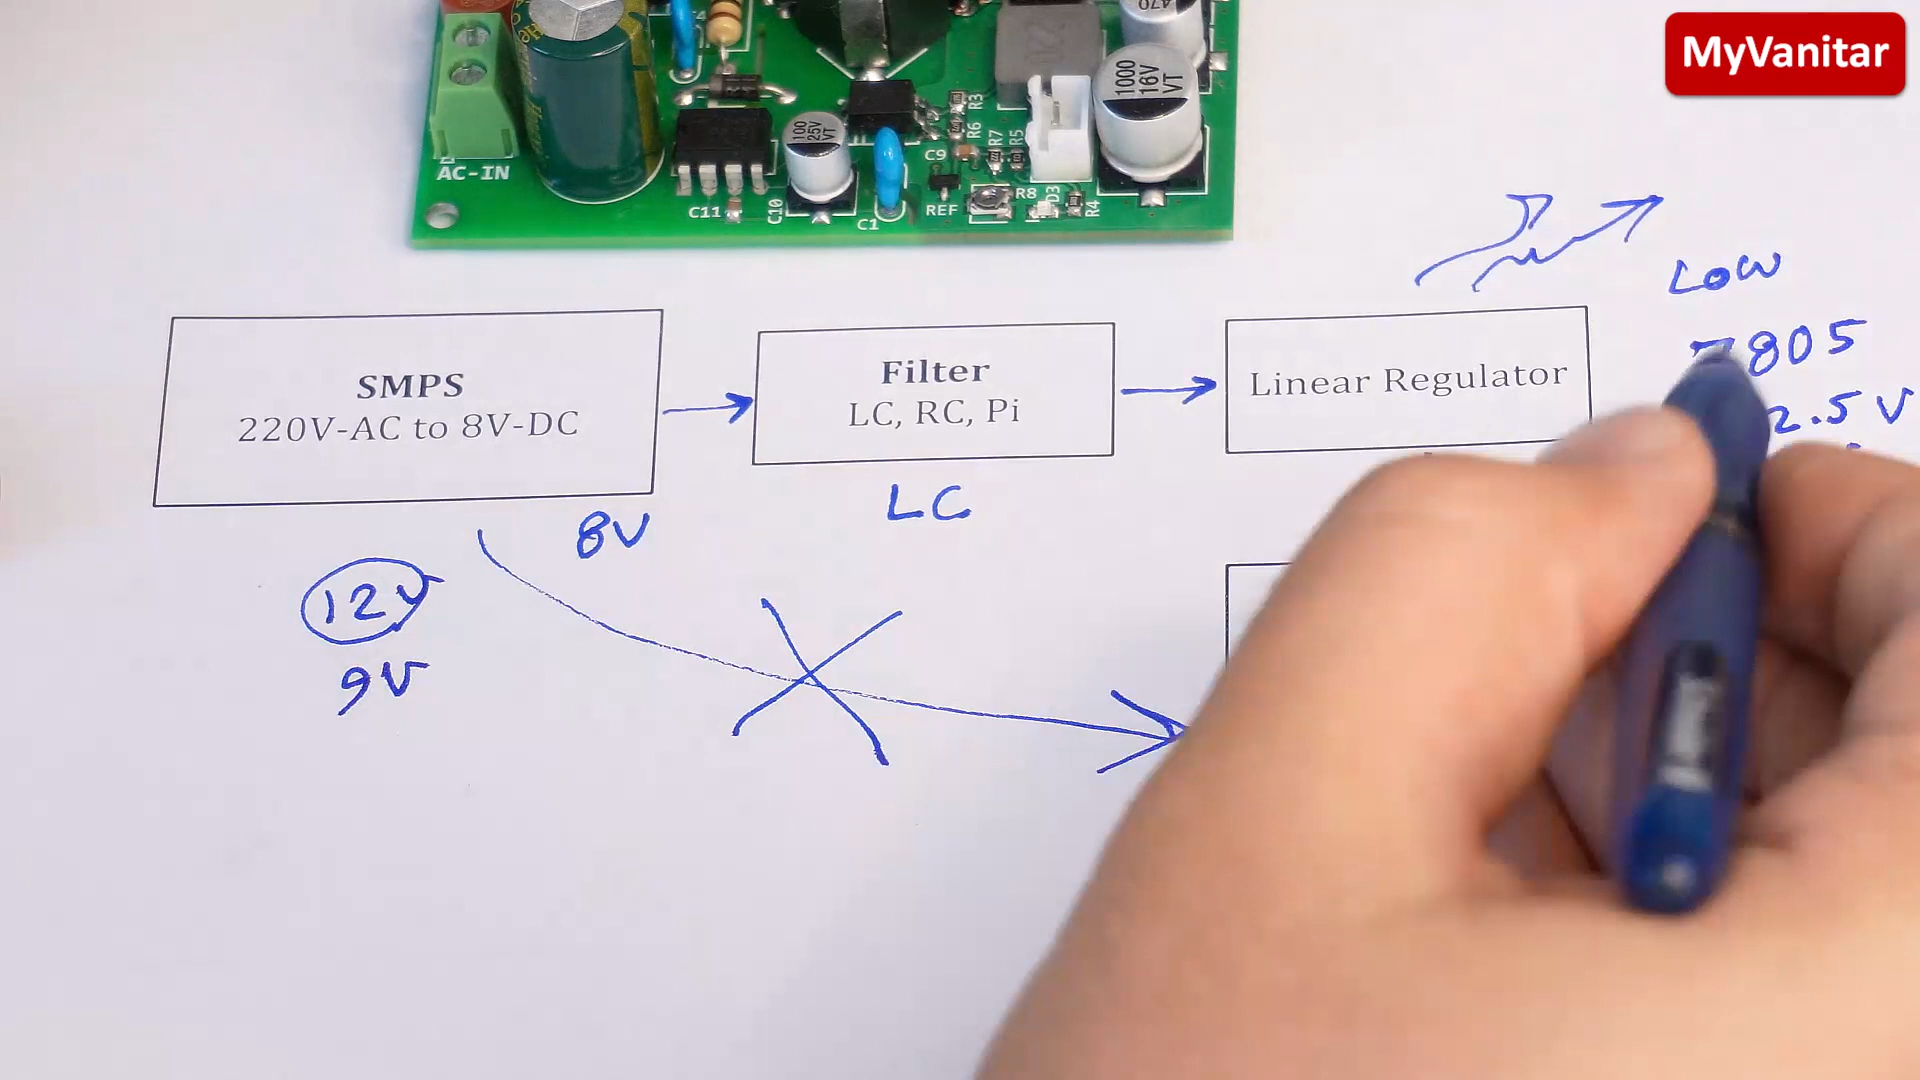 MyVanitar
470
1000
16V
VT
100
25V
VT
AC-IN
C11
C10
C1
C9
REF
R3
R6
R7
R5
R8
D3
R4
LOW
7805
2.5V
SMPS
220V-AC to 8V-DC
Filter
LC, RC, Pi
Linear Regulator
LC
8V
12V
9V